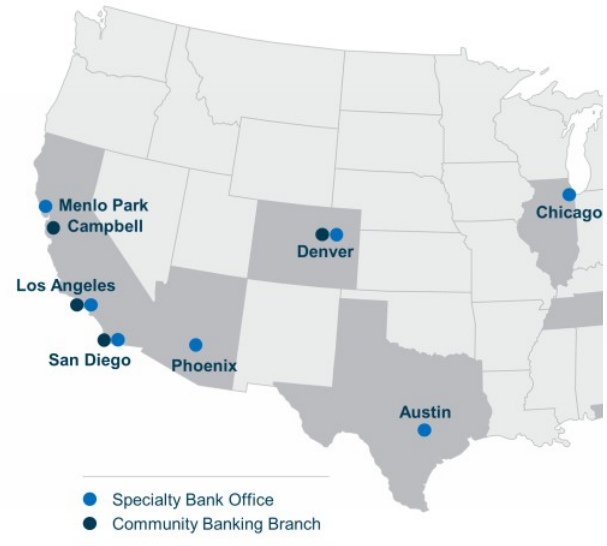 Menlo Park
Campbell
Chicago
Denver
Los Angeles
San Diego
Phoenix
Austin
Specialty Bank Office
Community Banking Branch